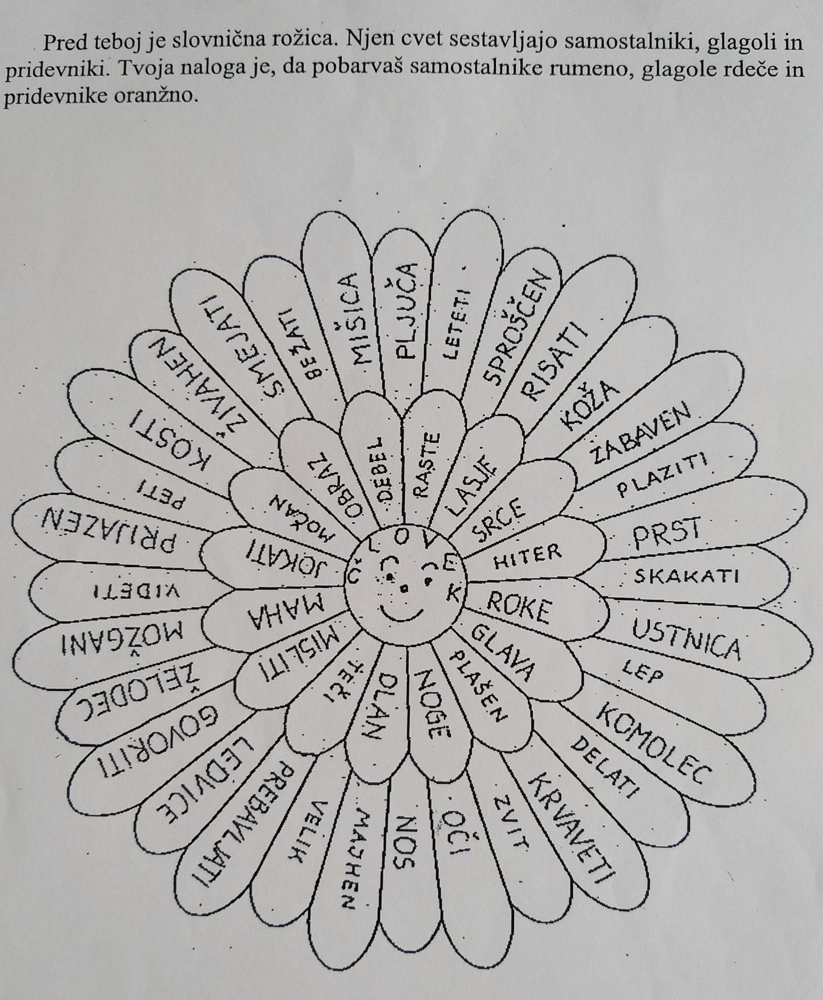 Pred teboj je slovnična rožica. Njen cvet sestavljajo samostalniki, glagoli in
pridevniki. Tvoja naloga je, da pobarvaš samostalnike rumeno, glagole rdeče in
pridevnike oranžno.
PLJUČA
LETETI
SPROŠČEN
RISATI
KOŽA
ZABAVEN
PLAZITI
PRST
SKAKATI
USTNICA
LEP
KOMOLEC
DELATI
KRVAVETI
ZVIT
OČI
NOS
MAJHEN
VELIK
PREBAVLJATI
LEDVICE
GOVORITI
ŽELODEC
MOŽGANI
VIDETI
PRIJAZEN
PETI
KOSTI
ŽIVAHEN
SMEJATI
BEŽATI
MIŠICA
DEBEL
RASTE
LASJE
SRCE
HITER
ROKE
GLAVA
PLAŠEN
NOGE
DLAN
TEČI
MISLITI
MAHA
JOKATI
MOČAN
OBRAZ
ČLOVEK